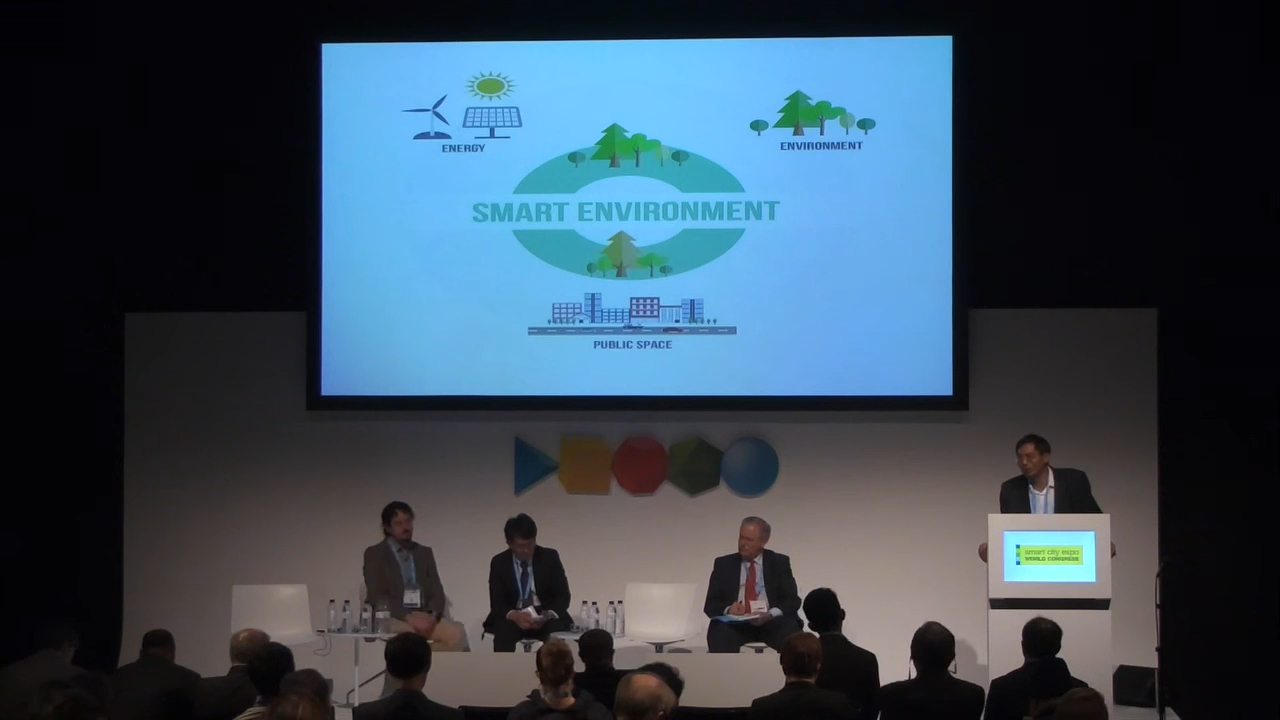 ENERGY
ENVIRONMENT
SMART ENVIRONMENT
PUBLIC SPACE
smart city expo
WORLD CONGRESS